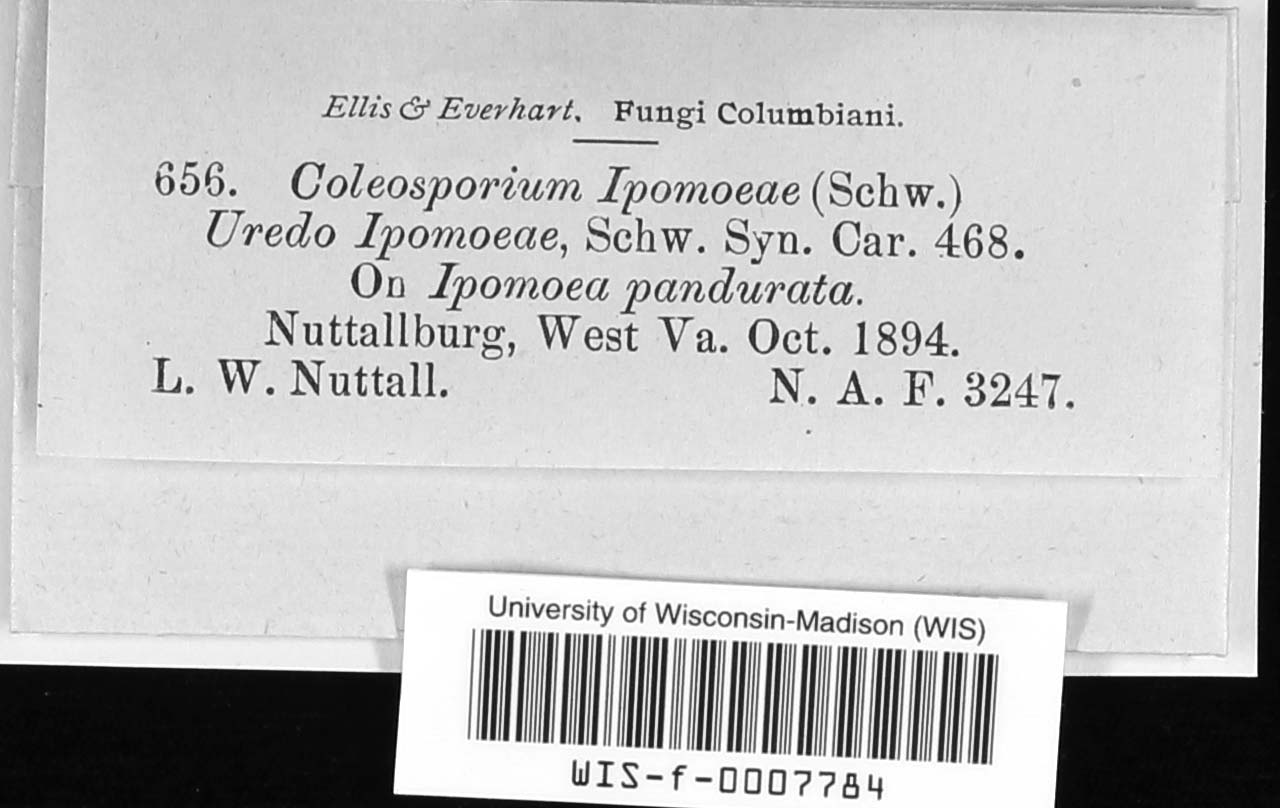 Ellis & Everhart. Fungi Columbiani.
656. Coleosporium Ipomoeae (Schw.)
Uredo Ipomoeae, Schw. Syn. Car. 468.
On Ipomoea pandurata.
Nuttallburg, West Va. Oct. 1894.
L. W. Nuttall. N. A. F. 3247.
University of Wisconsin-Madison (WIS)
WIS-f-0007784